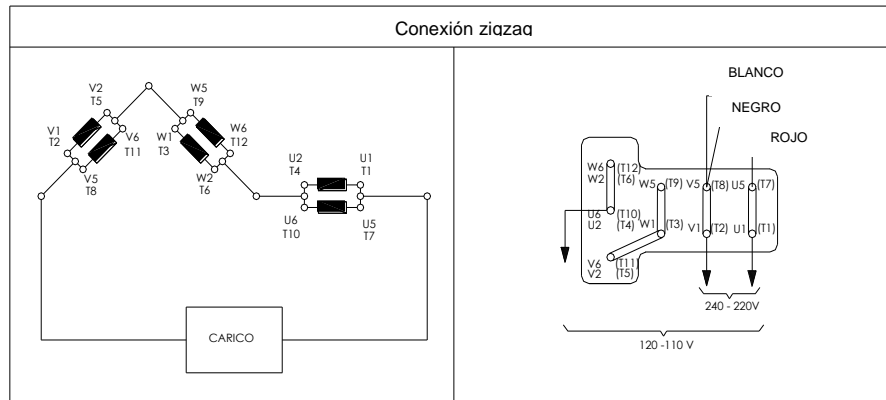 Conexión zigzag
V2
T5
W5
T9
V1
T2
V6
T11
W1
T3
W6
T12
V5
T8
W2
T6
U2
T4
U1
T1
U6
T10
U5
T7
CARICO
BLANCO
NEGRO
ROJO
W6 (T12)
W2 (T6)
W5 (T9)
V5 (T8)
U5 (T7)
U6 (T10)
U2 (T4)
W1 (T3)
V1 (T2)
U1 (T1)
V6 (T11)
V2 (T5)
240 - 220V
120 -110 V